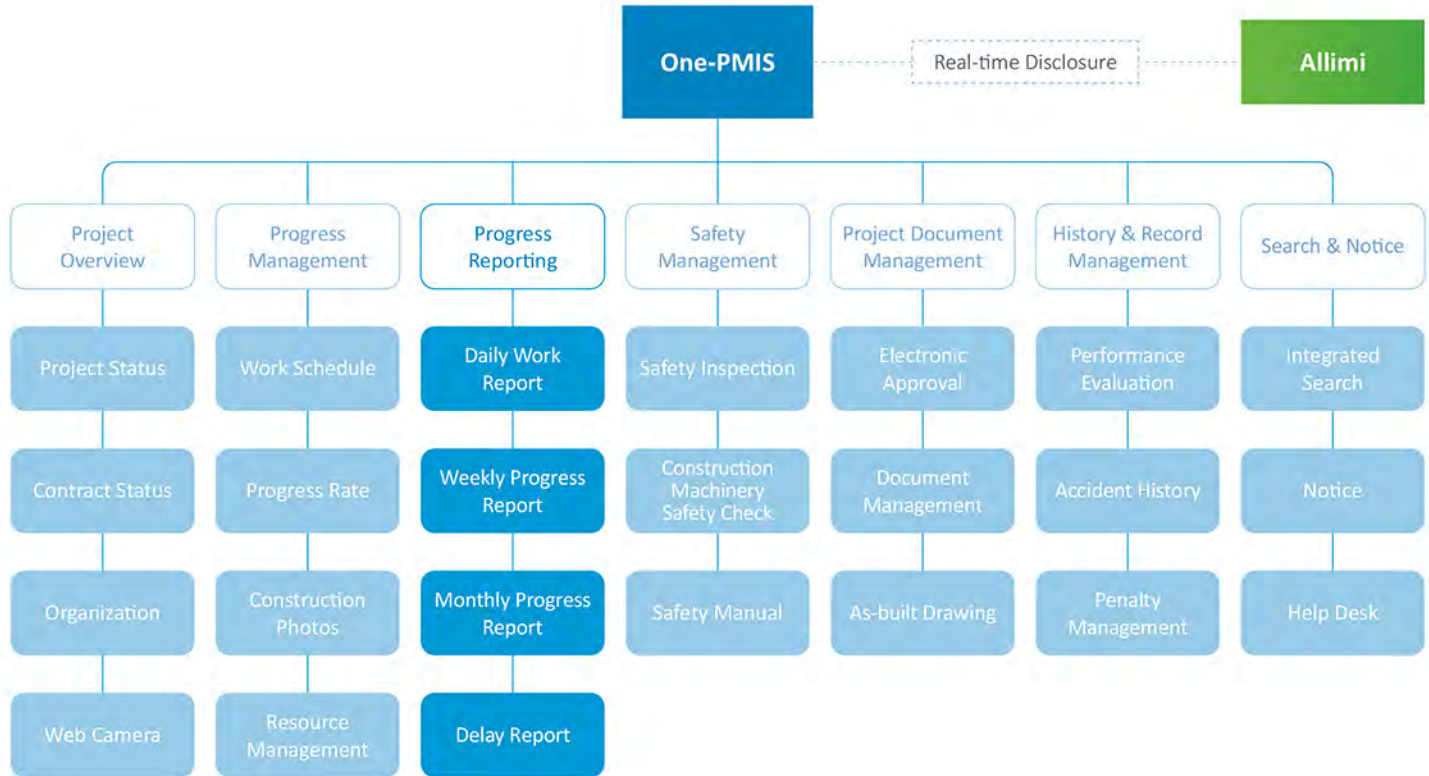 One-PMIS
Real-time Disclosure
Allimi
Project
Overview
Progress
Management
Progress
Reporting
Safety
Management
Project Document
Management
History & Record
Management
Search & Notice
Project Status
Work Schedule
Daily Work
Report
Safety Inspection
Electronic
Approval
Performance
Evaluation
Integrated
Search
Contract Status
Progress Rate
Weekly Progress
Report
Construction
Machinery
Safety Check
Document
Management
Accident History
Notice
Organization
Construction
Photos
Monthly Progress
Report
Safety Manual
As-built Drawing
Penalty
Management
Help Desk
Web Camera
Resource
Management
Delay Report